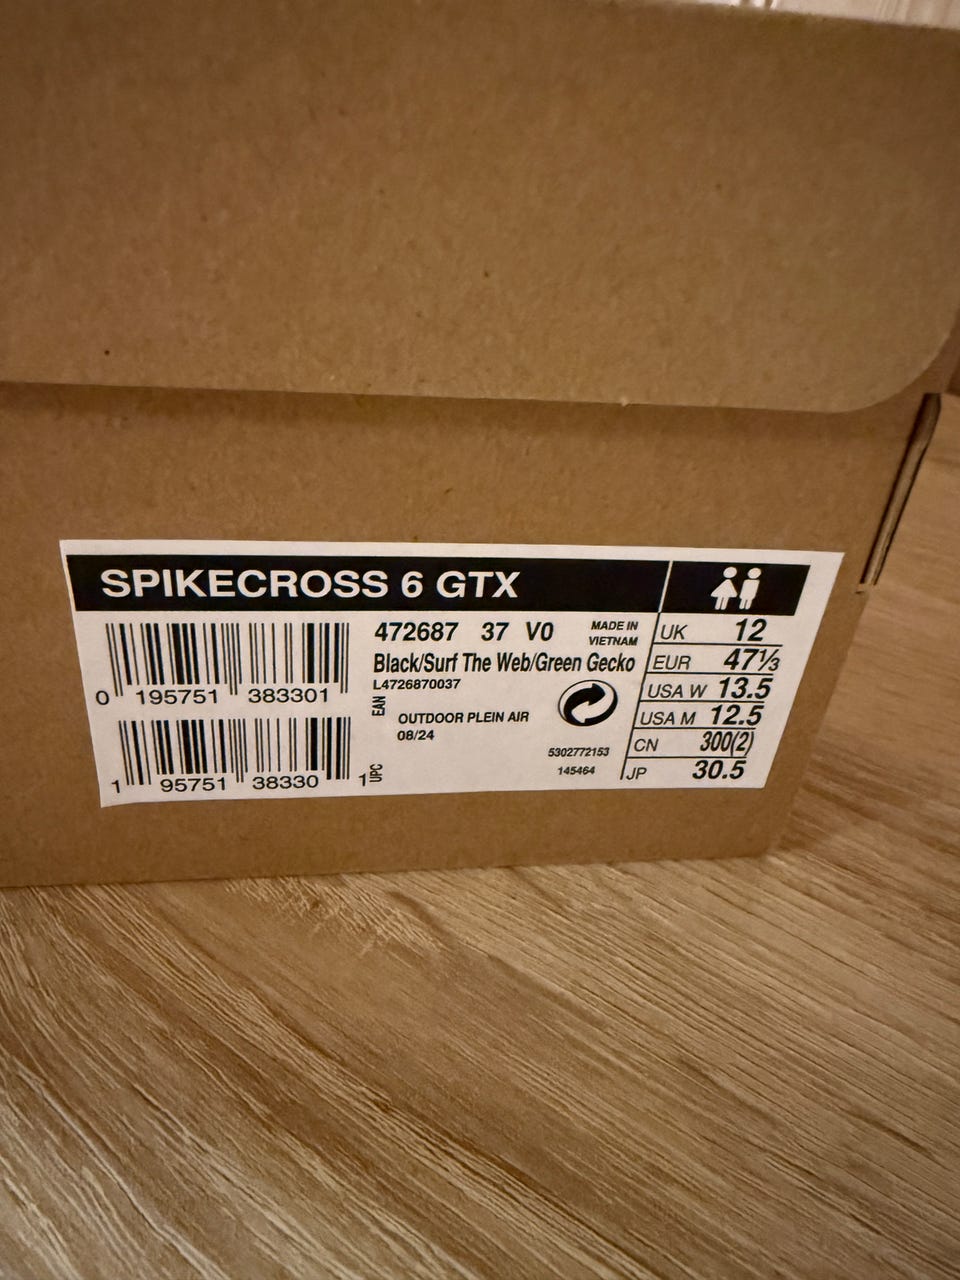 SPIKECROSS 6 GTX
472687 37 V0
MADE IN
VIETNAM
Black/Surf The Web/Green Gecko
L4726870037
EAN
0 195751 383301
OUTDOOR PLEIN AIR
08/24
5302772153
145464
1 95751 38330 1
UPC
UK 12
EUR 47⅓
USA W 13.5
USA M 12.5
CN 300(2)
JP 30.5